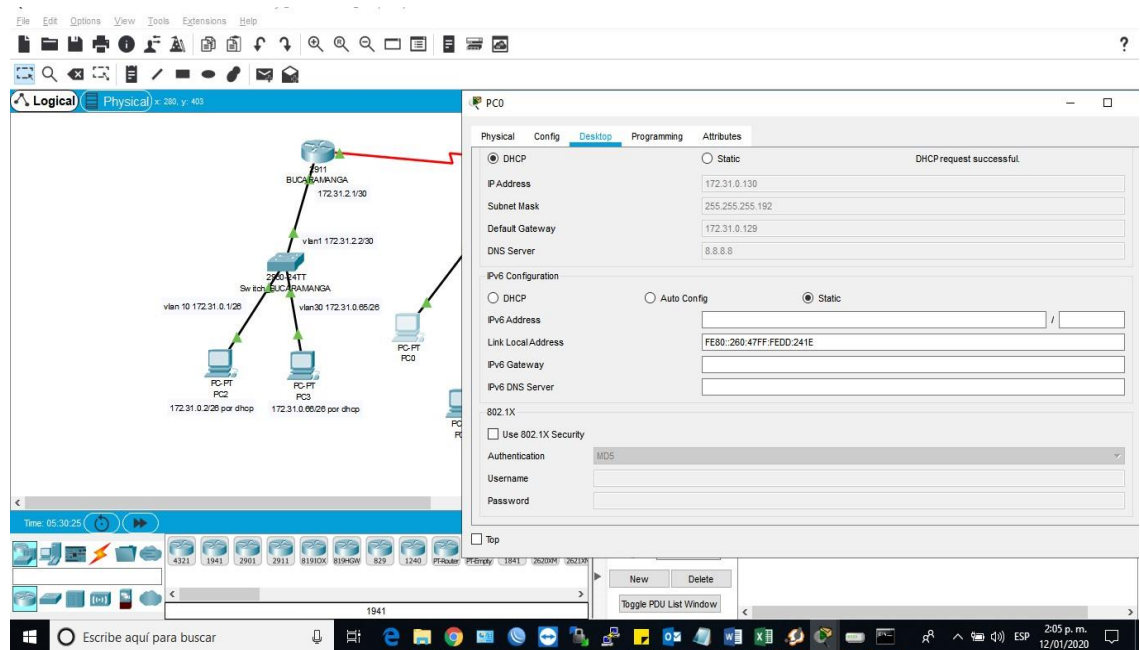 File Edit Options View Tools Extensions Help
?
Logical Physical x: 280, y: 403
2911
BUCARAMANGA
172.31.2.1/30
vlan1 172.31.2.2/30
2960-24TT
Switch_BUCARAMANGA
vlan 10 172.31.0.1/26
vlan30 172.31.0.65/26
PC-PT
PC2
172.31.0.2/26 por dhcp
PC-PT
PC3
172.31.0.66/26 por dhcp
PC-PT
PC0
PC0
Physical Config Desktop Programming Attributes
DHCP Static DHCP request successful.
IP Address 172.31.0.130
Subnet Mask 255.255.255.192
Default Gateway 172.31.0.129
DNS Server 8.8.8.8
IPv6 Configuration
DHCP Auto Config Static
IPv6 Address /
Link Local Address FE80::260:47FF:FEDD:241E
IPv6 Gateway
IPv6 DNS Server
802.1X
Use 802.1X Security
Authentication MD5
Username
Password
Top
Time: 05:30:25
4321 1941 2901 2911 819IOX 819HGW 829 1240 PT-Router PT-Empty 1841 2620XM 2621XM
New Delete
Toggle PDU List Window
1941
Escribe aquí para buscar
ESP
2:05 p. m.
12/01/2020